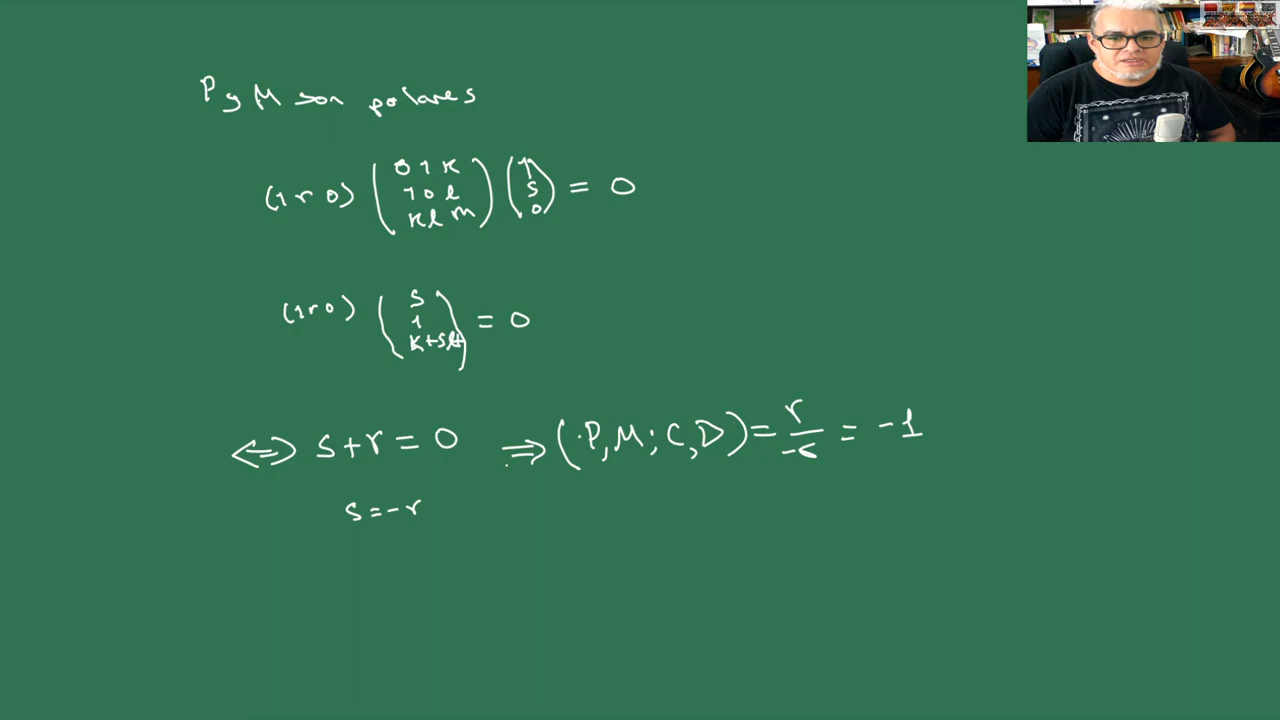 P y M son polares
(1 r 0) (0 1 k / 1 0 l / k l m) (1 / s / 0) = 0
(1 r 0) (s / 1 / k+sl) = 0
⇔ s+r = 0 ⇒ (P, M; C, D) = r/-r = -1
s = -r